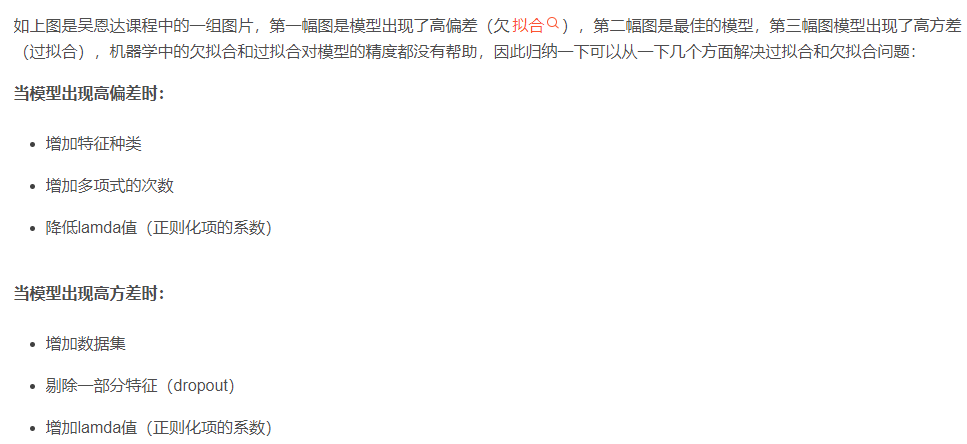 如上图是吴恩达课程中的一组图片，第一幅图是模型出现了高偏差（欠拟合），第二幅图是最佳的模型，第三幅图模型出现了高方差
（过拟合），机器学中的欠拟合和过拟合对模型的精度都没有帮助，因此归纳一下可以从一下几个方面解决过拟合和欠拟合问题：
当模型出现高偏差时：
• 增加特征种类
• 增加多项式的次数
• 降低lamda值（正则化项的系数）
当模型出现高方差时：
• 增加数据集
• 剔除一部分特征（dropout）
• 增加lamda值（正则化项的系数）